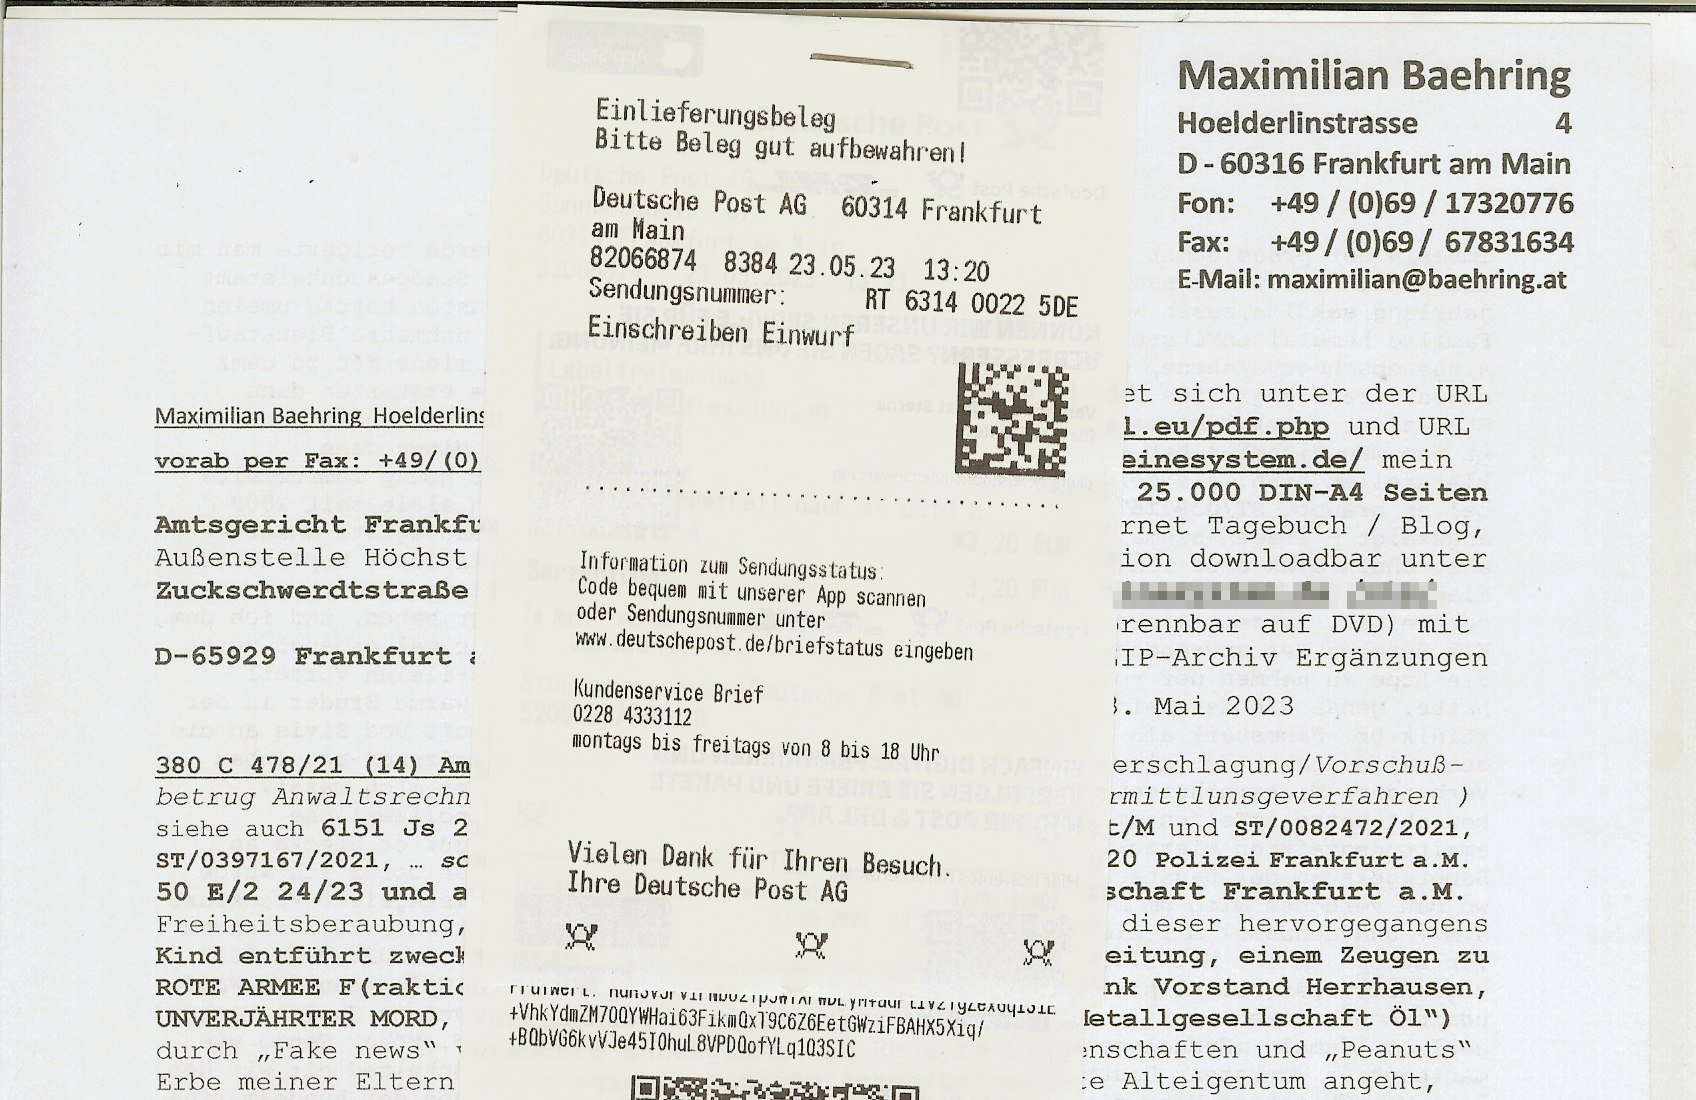 Maximilian Baehring
Hoelderlinstrasse 4
D - 60316 Frankfurt am Main
Fon: +49 / (0)69 / 17320776
Fax: +49 / (0)69 / 67831634
E-Mail: maximilian@baehring.at
Einlieferungsbeleg
Bitte Beleg gut aufbewahren!
Deutsche Post AG 60314 Frankfurt
am Main
82066874 8384 23.05.23 13:20
Sendungsnummer: RT 6314 0022 5DE
Einschreiben Einwurf
Information zum Sendungsstatus:
Code bequem mit unserer App scannen
oder Sendungsnummer unter
www.deutschepost.de/briefstatus eingeben
Kundenservice Brief
0228 4333112
montags bis freitags von 8 bis 18 Uhr
Vielen Dank für Ihren Besuch.
Ihre Deutsche Post AG
Maximilian Baehring Hoelderlins
vorab per Fax: +49/(0)
Amtsgericht Frankfu
Außenstelle Höchst
Zuckschwerdtstraße
D-65929 Frankfurt a
380 C 478/21 (14) Am
betrug Anwaltsrechn
siehe auch 6151 Js 2
ST/0397167/2021, … sc
50 E/2 24/23 und a
Freiheitsberaubung,
Kind entführt zweck
ROTE ARMEE F(raktic
UNVERJÄHRTER MORD,
durch „Fake news“
Erbe meiner Eltern
et sich unter der URL
l.eu/pdf.php und URL
einesystem.de/ mein
25.000 DIN-A4 Seiten
rnet Tagebuch / Blog,
ion downloadbar unter
rennbar auf DVD) mit
ZIP-Archiv Ergänzungen
3. Mai 2023
erschlagung/Vorschuß-
rmittlunsgeverfahren )
t/M und ST/0082472/2021,
20 Polizei Frankfurt a.M.
schaft Frankfurt a.M.
dieser hervorgegangens
eitung, einem Zeugen zu
nk Vorstand Herrhausen,
Metallgesellschaft Öl“)
enschaften und „Peanuts“
te Alteigentum angeht,